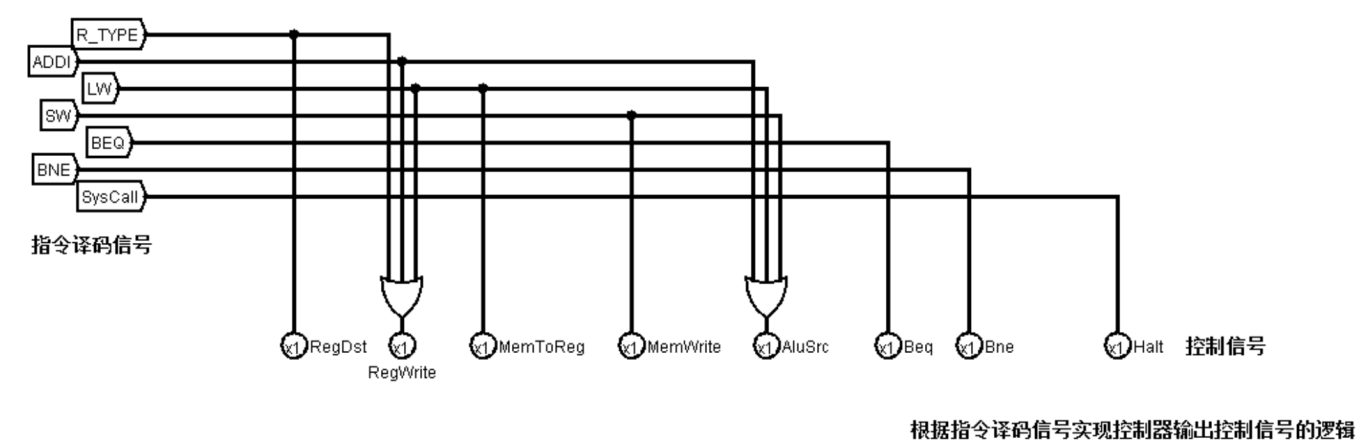 R_TYPE
ADDI
LW
SW
BEQ
BNE
SysCall
指令译码信号
x1 RegDst
x1
RegWrite
x1 MemToReg
x1 MemWrite
x1 AluSrc
x1 Beq
x1 Bne
x1 Halt
控制信号
根据指令译码信号实现控制器输出控制信号的逻辑